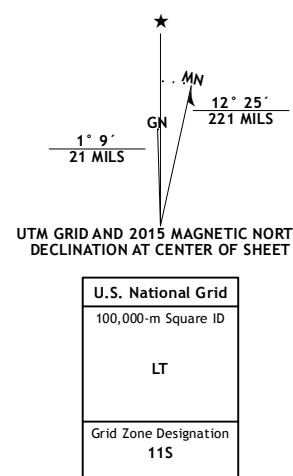 ★
MN
GN
12° 25´
221 MILS
1° 9´
21 MILS
UTM GRID AND 2015 MAGNETIC NORT
DECLINATION AT CENTER OF SHEET
U.S. National Grid
100,000-m Square ID
LT
Grid Zone Designation
11S